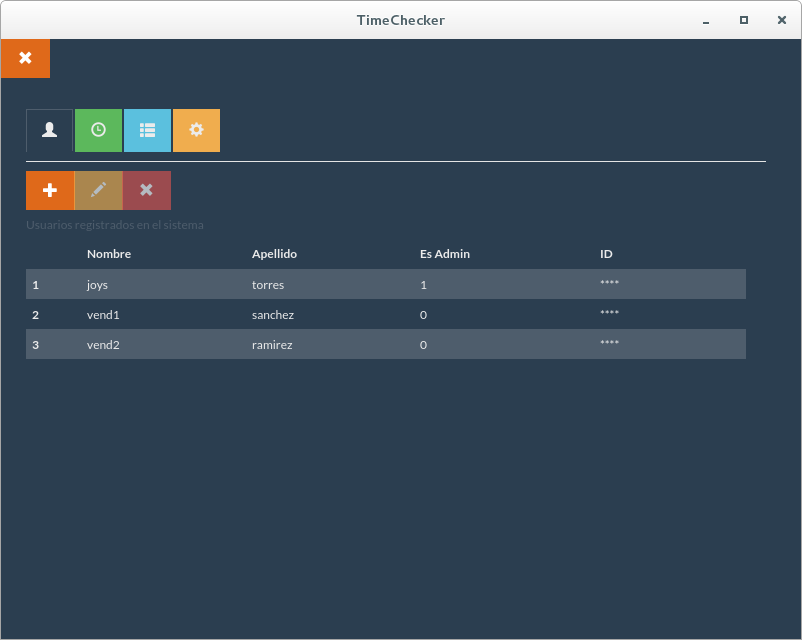 TimeChecker
Usuarios registrados en el sistema
Nombre Apellido Es Admin ID
1 joys torres 1 ****
2 vend1 sanchez 0 ****
3 vend2 ramirez 0 ****